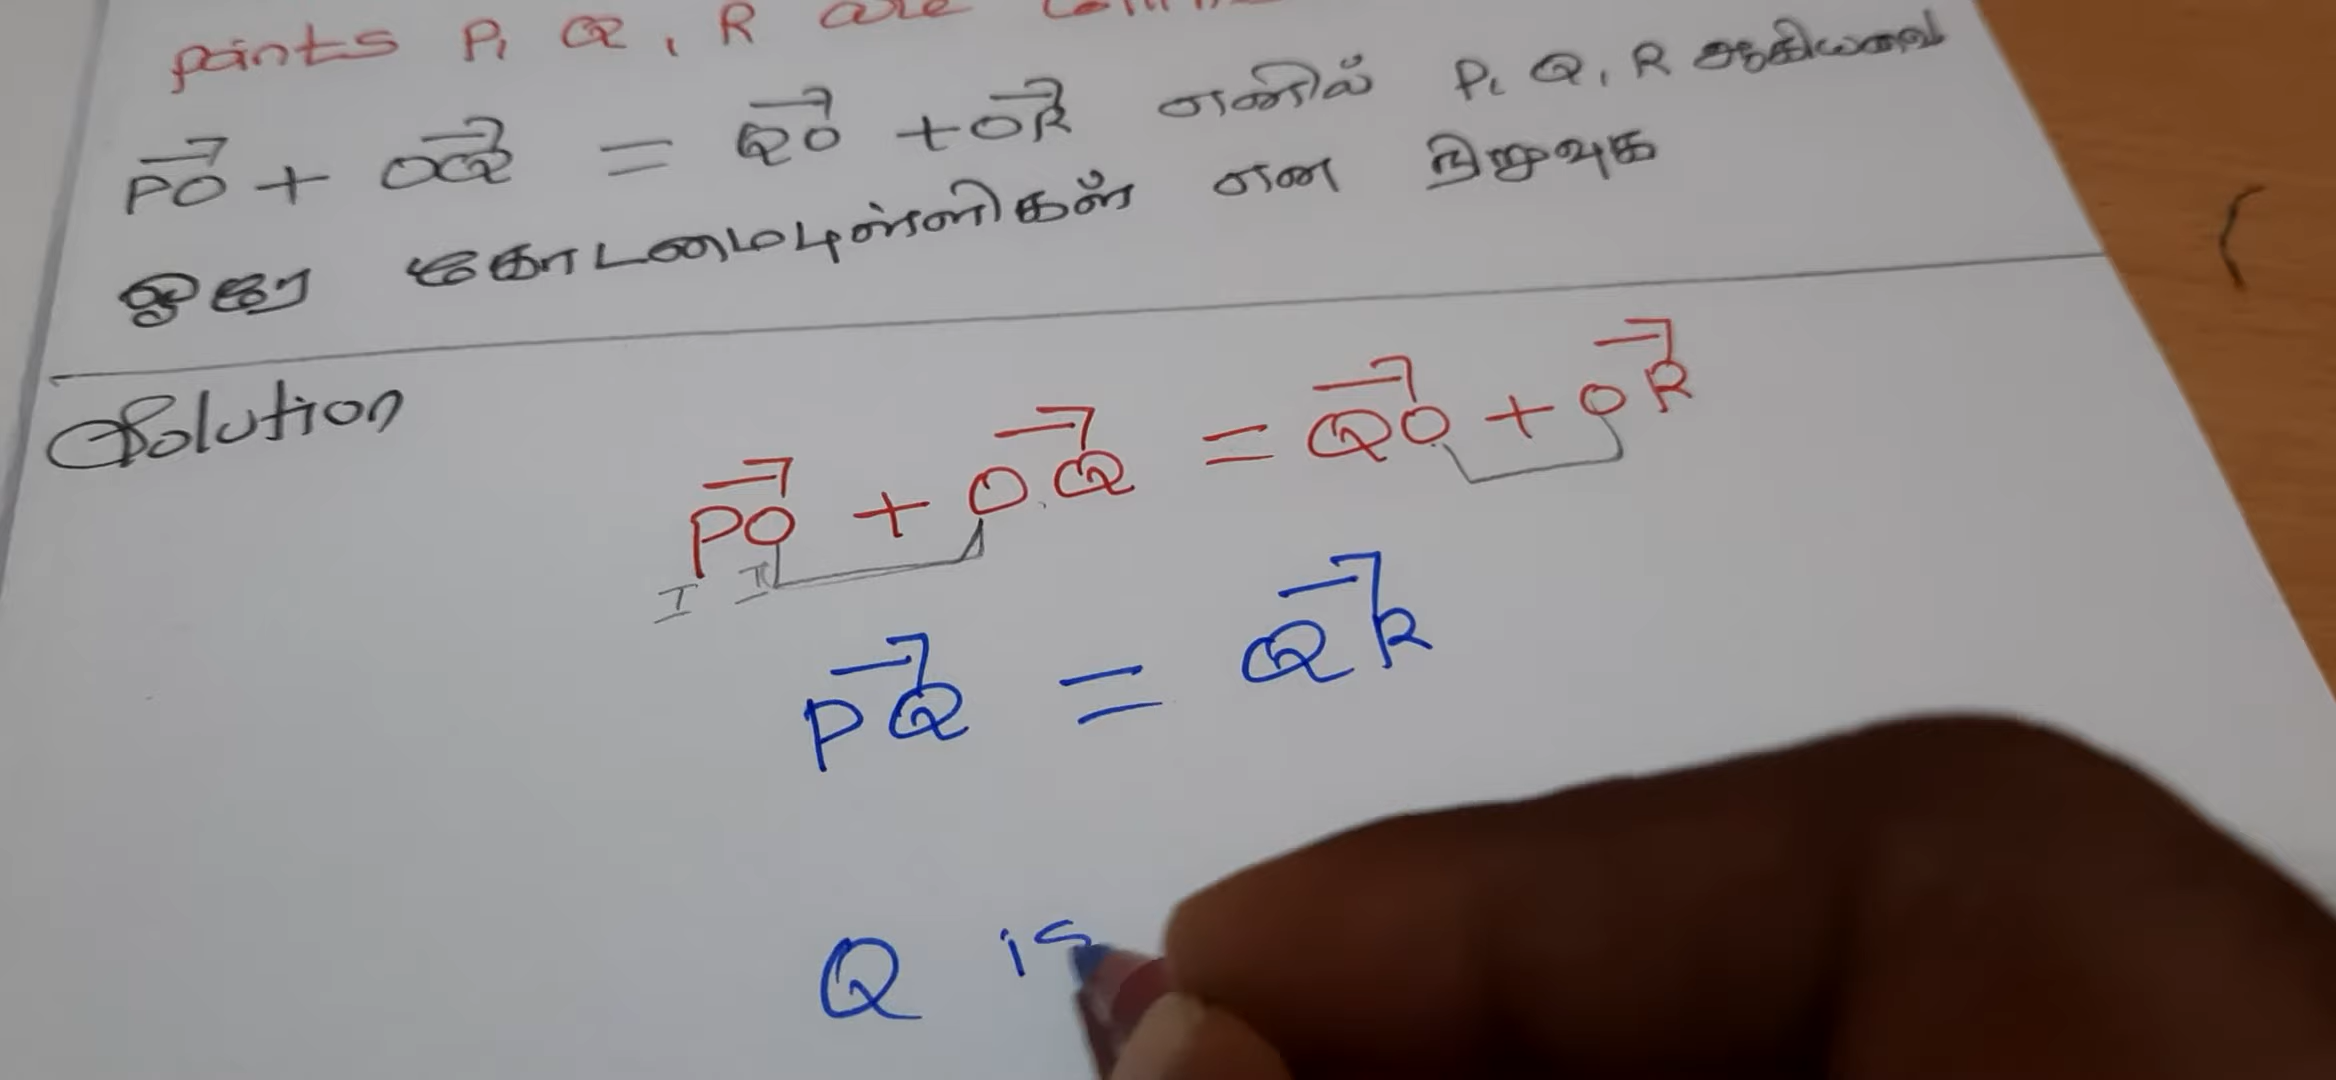 points P, Q, R are
PO + OQ = QO + OR எனில் P, Q, R ஆகியவை
ஒரே கோடமைபுள்ளிகள் என நிறுவுக
Solution
PO + OQ = QO + OR
PQ = QR
Q is